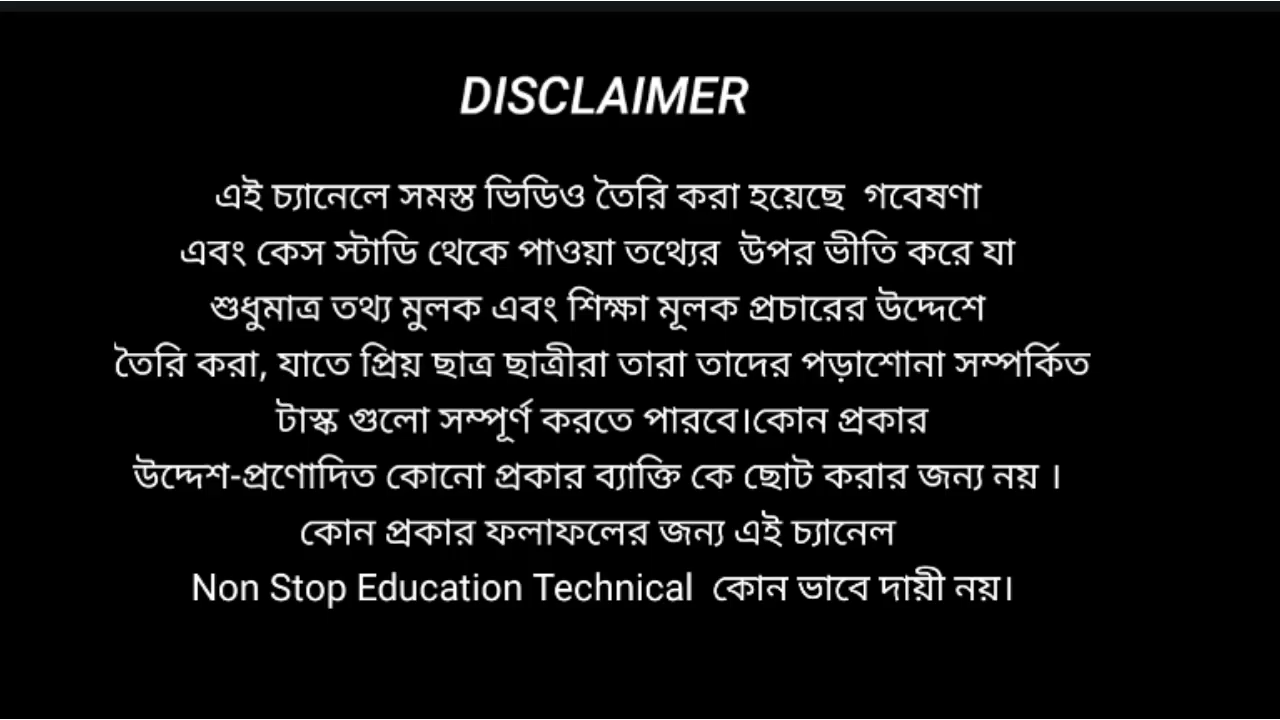 DISCLAIMER
এই চ্যানেলে সমস্ত ভিডিও তৈরি করা হয়েছে গবেষণা
এবং কেস স্টাডি থেকে পাওয়া তথ্যের উপর ভীতি করে যা
শুধুমাত্র তথ্য মুলক এবং শিক্ষা মূলক প্রচারের উদ্দেশে
তৈরি করা, যাতে প্রিয় ছাত্র ছাত্রীরা তারা তাদের পড়াশোনা সম্পর্কিত
টাস্ক গুলো সম্পূর্ণ করতে পারবে।কোন প্রকার
উদ্দেশ-প্রণোদিত কোনো প্রকার ব্যাক্তি কে ছোট করার জন্য নয় ।
কোন প্রকার ফলাফলের জন্য এই চ্যানেল
Non Stop Education Technical কোন ভাবে দায়ী নয়।